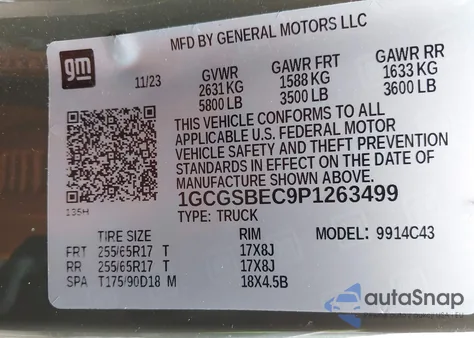 MFD BY GENERAL MOTORS LLC
gm
11/23
GVWR GAWR FRT GAWR RR
2631 KG 1588 KG 1633 KG
5800 LB 3500 LB 3600 LB
THIS VEHICLE CONFORMS TO ALL
APPLICABLE U.S. FEDERAL MOTOR
VEHICLE SAFETY AND THEFT PREVENTION
STANDARDS IN EFFECT ON THE DATE OF
MANUFACTURE SHOWN ABOVE.
1GCGSBEC9P1263499
135H
TYPE: TRUCK
TIRE SIZE RIM MODEL: 9914C43
FRT 255/65R17 T 17X8J
RR 255/65R17 T 17X8J
SPA T175/90D18 M 18X4.5B
autoSnap